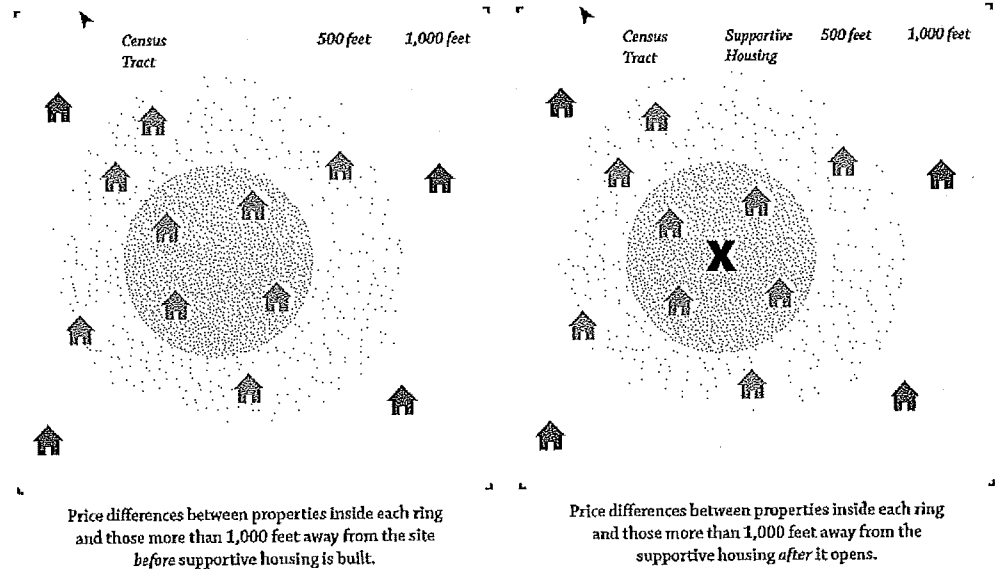 Census
Tract
500 feet
1,000 feet
Price differences between properties inside each ring
and those more than 1,000 feet away from the site
before supportive housing is built.
Census
Tract
Supportive
Housing
500 feet
1,000 feet
X
Price differences between properties inside each ring
and those more than 1,000 feet away from the
supportive housing after it opens.